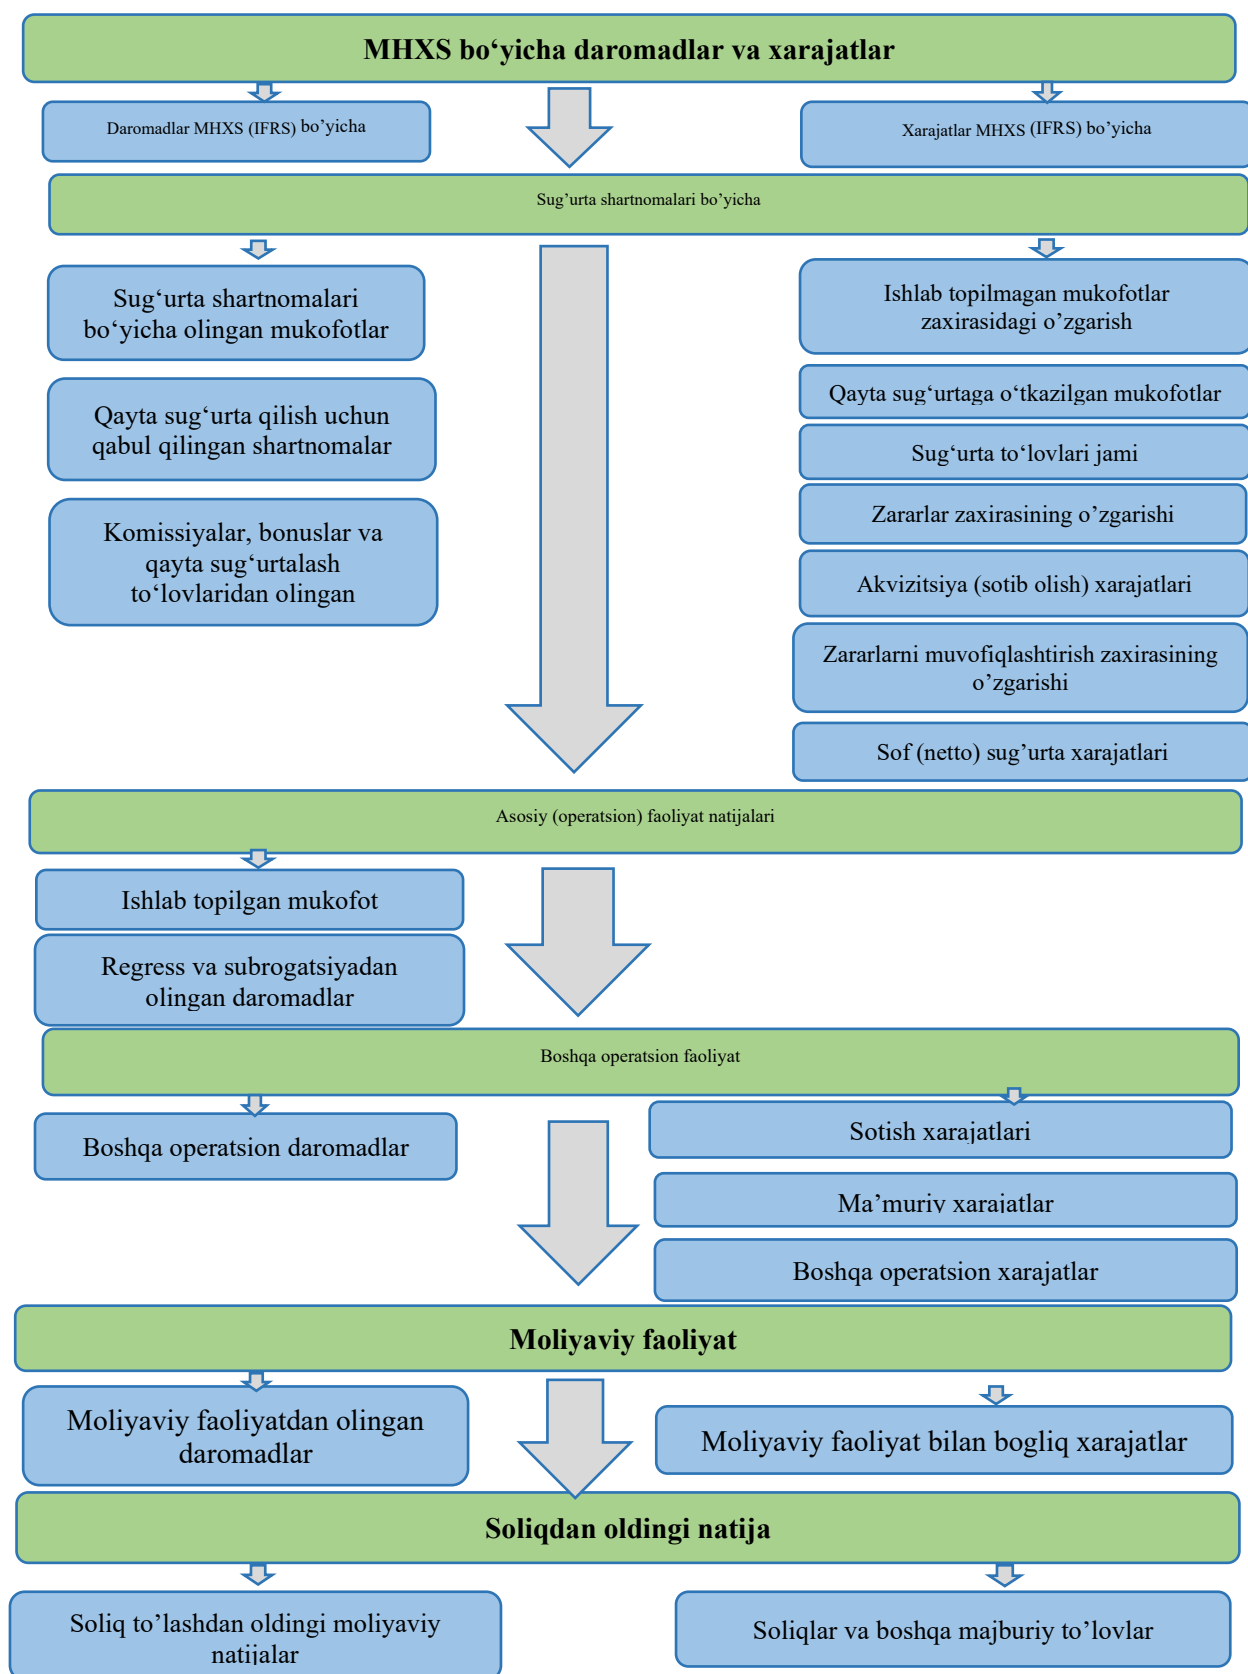 MHXS bo‘yicha daromadlar va xarajatlar
Daromadlar MHXS (IFRS) bo’yicha
Xarajatlar MHXS (IFRS) bo’yicha
Sug’urta shartnomalari bo’yicha
Sug‘urta shartnomalari
bo‘yicha olingan mukofotlar
Qayta sug‘urta qilish uchun
qabul qilingan shartnomalar
Komissiyalar, bonuslar va
qayta sug‘urtalash
to‘lovlaridan olingan
Ishlab topilmagan mukofotlar
zaxirasidagi o’zgarish
Qayta sug‘urtaga o‘tkazilgan mukofotlar
Sug‘urta to‘lovlari jami
Zararlar zaxirasining o’zgarishi
Akvizitsiya (sotib olish) xarajatlari
Zararlarni muvofiqlashtirish zaxirasining
o’zgarishi
Sof (netto) sug’urta xarajatlari
Asosiy (operatsion) faoliyat natijalari
Ishlab topilgan mukofot
Regress va subrogatsiyadan
olingan daromadlar
Boshqa operatsion faoliyat
Boshqa operatsion daromadlar
Sotish xarajatlari
Ma’muriy xarajatlar
Boshqa operatsion xarajatlar
Moliyaviy faoliyat
Moliyaviy faoliyatdan olingan
daromadlar
Moliyaviy faoliyat bilan bogliq xarajatlar
Soliqdan oldingi natija
Soliq to’lashdan oldingi moliyaviy
natijalar
Soliqlar va boshqa majburiy to’lovlar